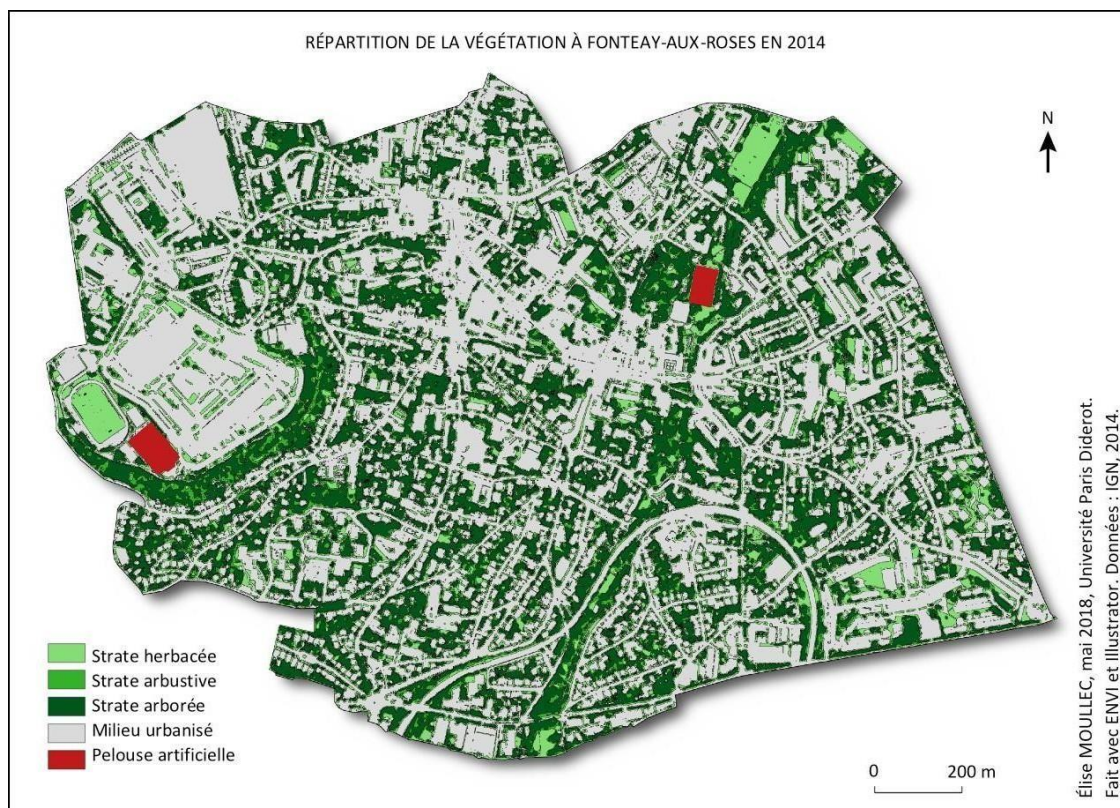 RÉPARTITION DE LA VÉGÉTATION À FONTEAY-AUX-ROSES EN 2014
N
Strate herbacée
Strate arbustive
Strate arborée
Milieu urbanisé
Pelouse artificielle
0 200 m
Élise MOULLEC, mai 2018, Université Paris Diderot.
Fait avec ENVI et Illustrator. Données : IGN, 2014.